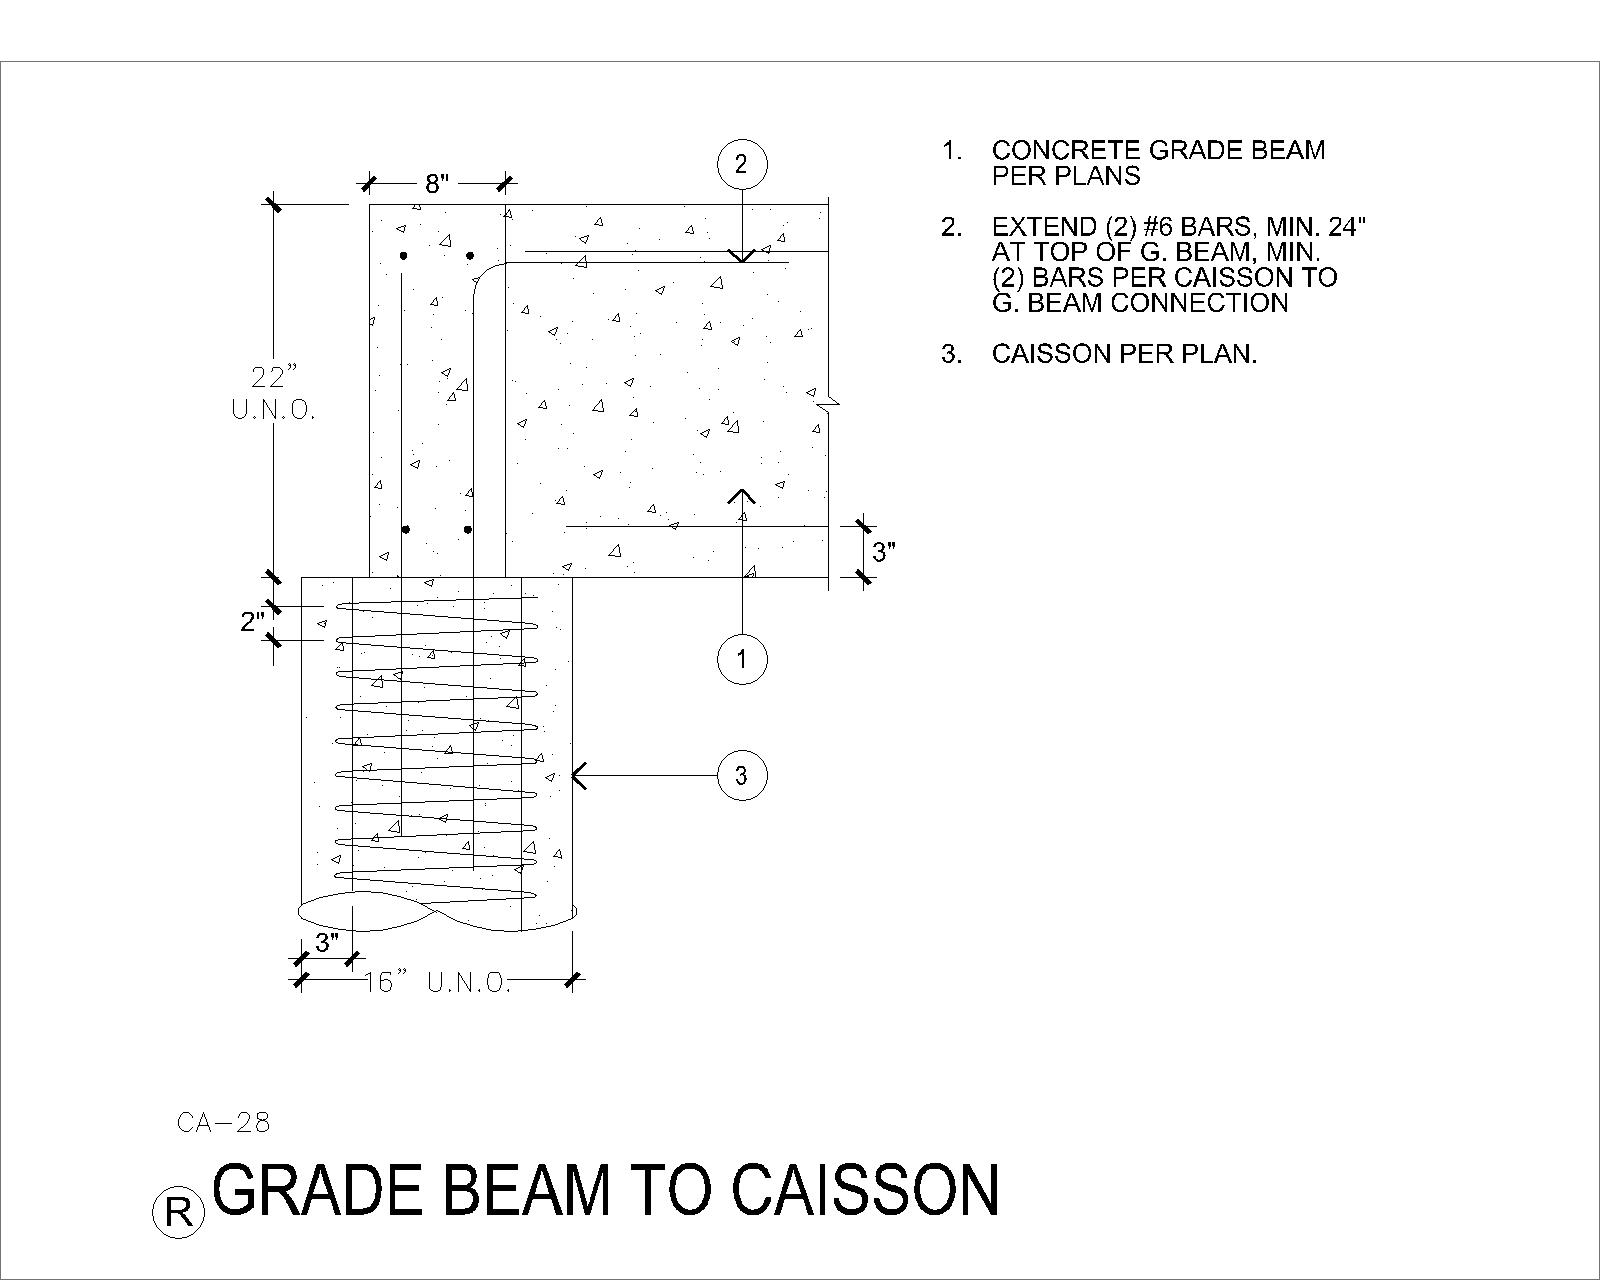 2
8"
1. CONCRETE GRADE BEAM
PER PLANS
2. EXTEND (2) #6 BARS, MIN. 24"
AT TOP OF G. BEAM, MIN.
(2) BARS PER CAISSON TO
G. BEAM CONNECTION
3. CAISSON PER PLAN.
22”
U.N.O.
3"
2"
1
3
3"
16” U.N.O.
CA-28
R GRADE BEAM TO CAISSON